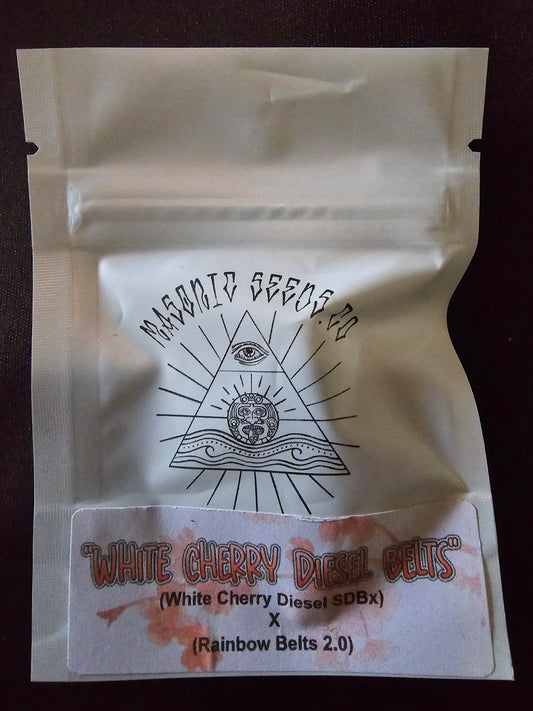 MASONIC SEEDS.CO
"WHITE CHERRY DIESEL BELTS"
(White Cherry Diesel SDBx)
X
(Rainbow Belts 2.0)